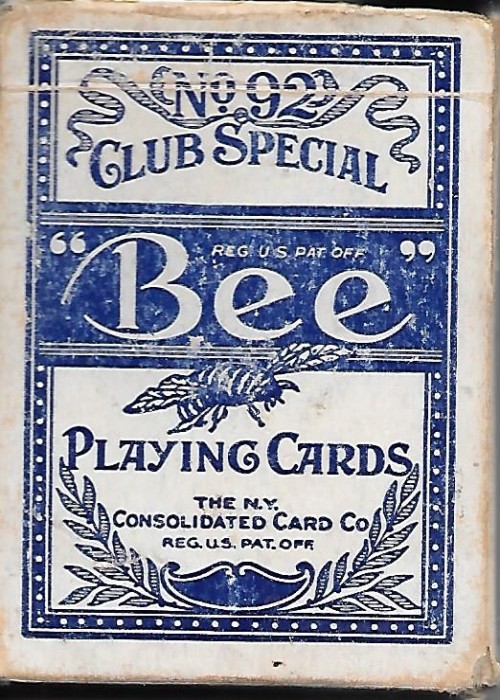 No 92
CLUB SPECIAL
"Bee"
REG. U S PAT OFF
PLAYING CARDS
THE N.Y.
CONSOLIDATED CARD CO
REG. U.S. PAT. OFF